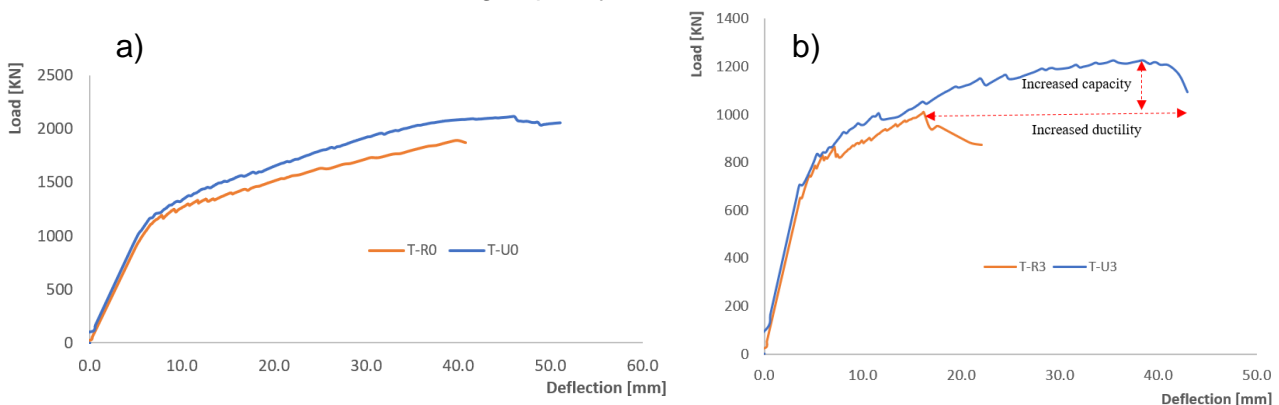 a)
Load [KN]
2500
2000
1500
1000
500
0
0.0 10.0 20.0 30.0 40.0 50.0 60.0
Deflection [mm]
T-R0 T-U0
b)
Load [KN]
1400
1200
1000
800
600
400
200
0
0.0 10.0 20.0 30.0 40.0 50.0
Deflection [mm]
Increased capacity
Increased ductility
T-R3 T-U3